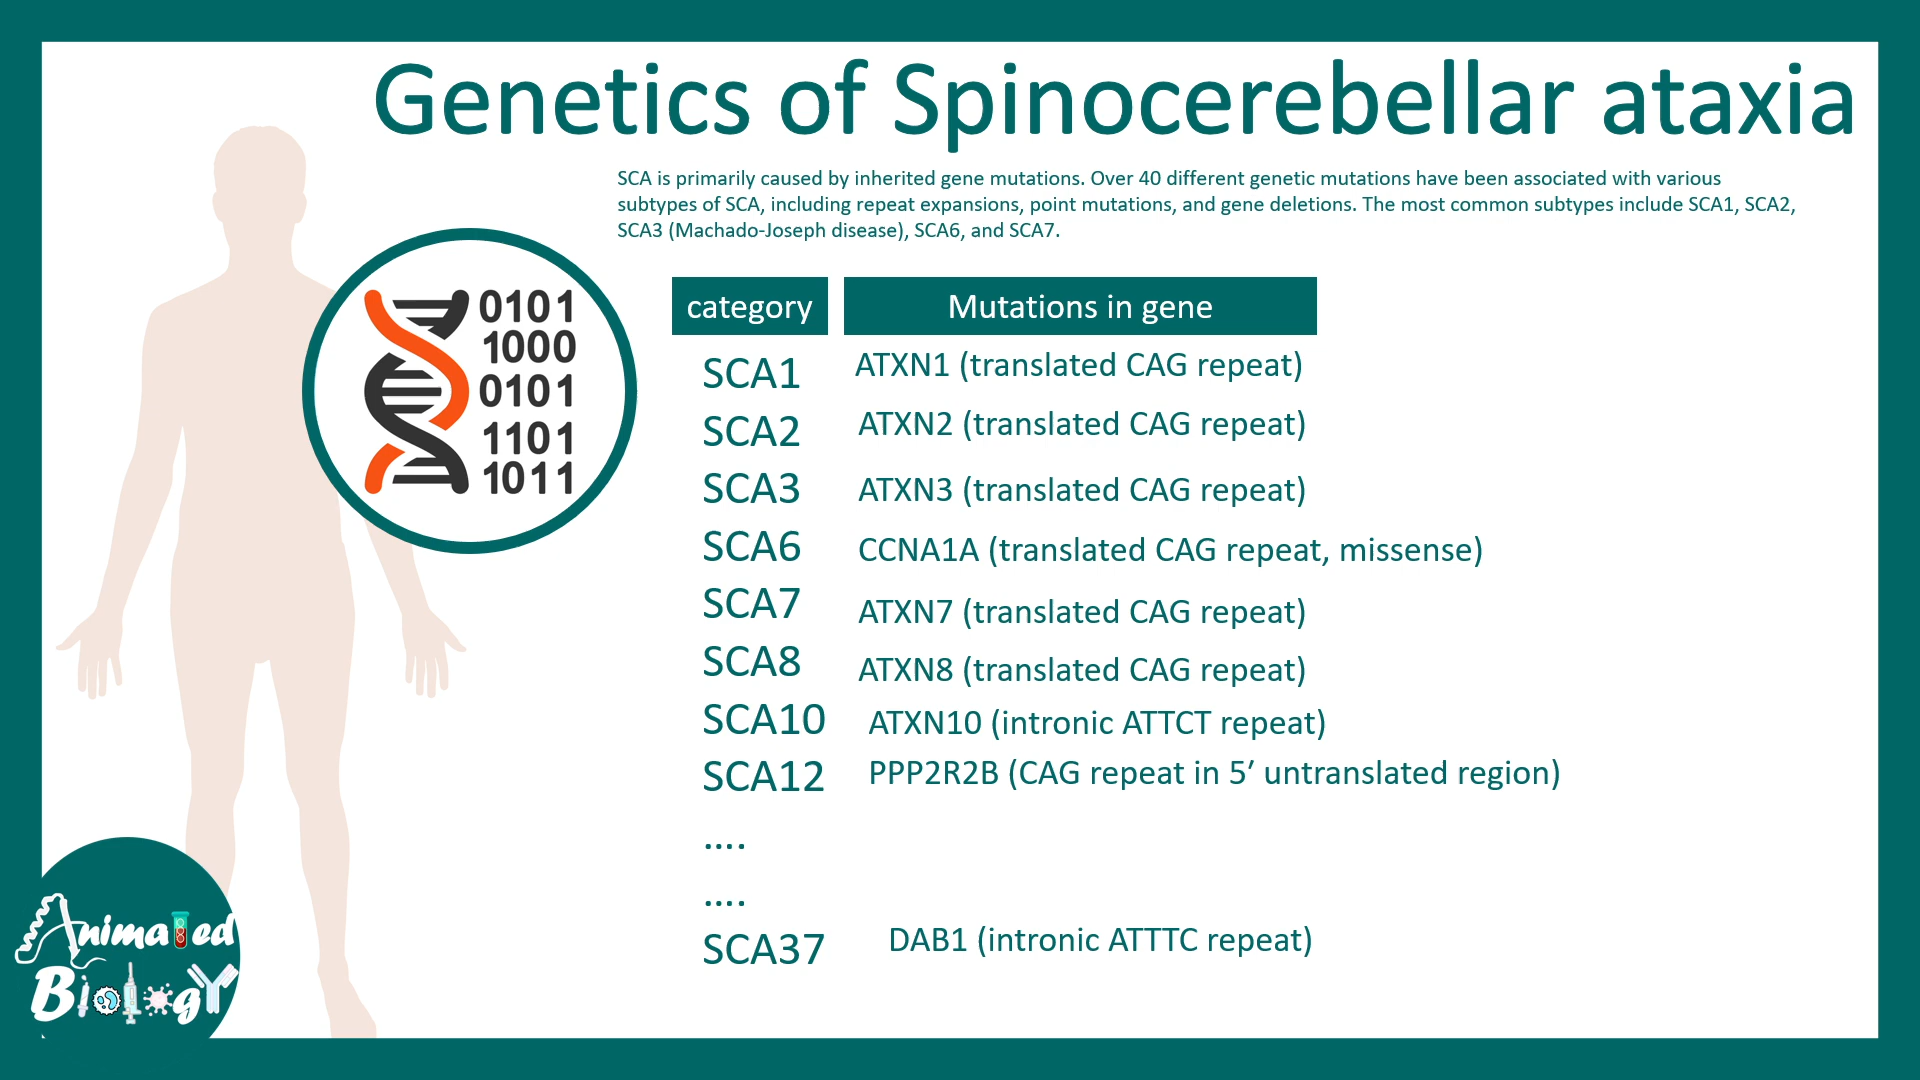 Genetics of Spinocerebellar ataxia
SCA is primarily caused by inherited gene mutations. Over 40 different genetic mutations have been associated with various
subtypes of SCA, including repeat expansions, point mutations, and gene deletions. The most common subtypes include SCA1, SCA2,
SCA3 (Machado-Joseph disease), SCA6, and SCA7.
0101
1000
0101
1101
1011
category Mutations in gene
SCA1 ATXN1 (translated CAG repeat)
SCA2 ATXN2 (translated CAG repeat)
SCA3 ATXN3 (translated CAG repeat)
SCA6 CCNA1A (translated CAG repeat, missense)
SCA7 ATXN7 (translated CAG repeat)
SCA8 ATXN8 (translated CAG repeat)
SCA10 ATXN10 (intronic ATTCT repeat)
SCA12 PPP2R2B (CAG repeat in 5′ untranslated region)
....
....
SCA37 DAB1 (intronic ATTTC repeat)
Animated
Biology